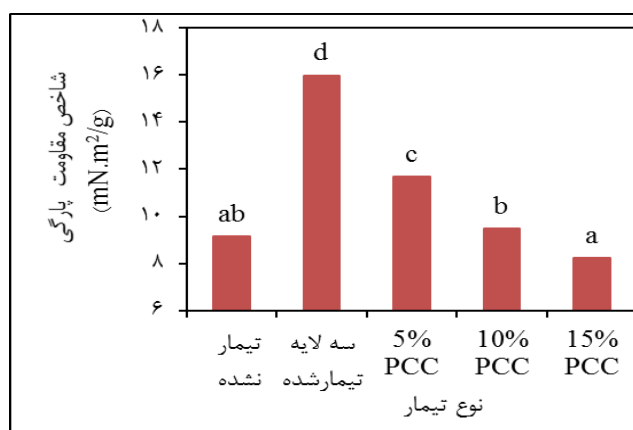 شاخص مقاومت پارگی
(mN.m²/g)
۱۸
۱۶
۱۴
۱۲
۱۰
۸
۶
ab
d
c
b
a
تیمار
نشده
سه لایه
تیمارشده
5%
PCC
10%
PCC
15%
PCC
نوع تیمار